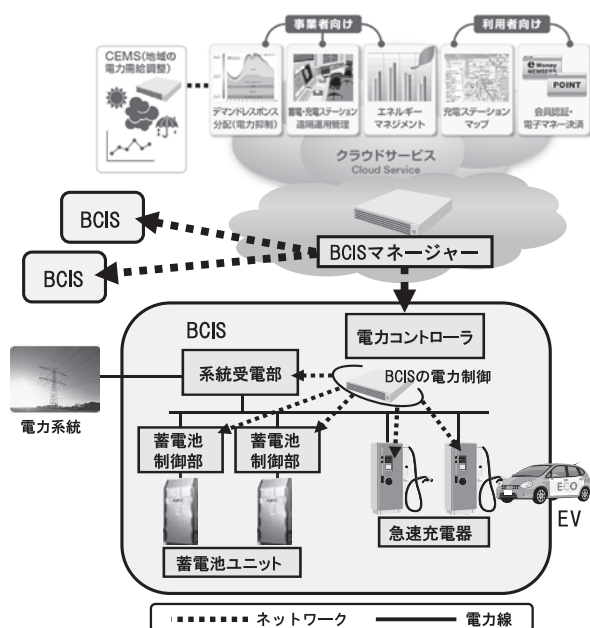 事業者向け
利用者向け
CEMS(地域の
電力需給調整)
デマンドレスポンス
分配(電力抑制)
蓄電・充電ステーション
遠隔運用管理
エネルギー
マネジメント
充電ステーション
マップ
e Money
MEMBERS
POINT
会員認証・
電子マネー決済
クラウドサービス
Cloud Service
BCIS
BCIS
BCISマネージャー
BCIS
電力コントローラ
系統受電部
BCISの電力制御
電力系統
蓄電池
制御部
蓄電池
制御部
ECO
EV
急速充電器
蓄電池ユニット
ネットワーク
電力線